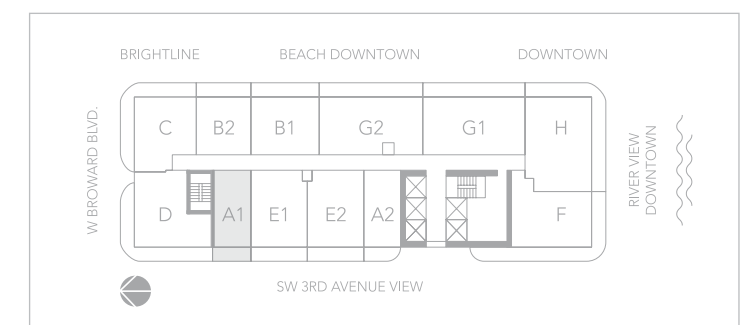 BRIGHTLINE BEACH DOWNTOWN DOWNTOWN
W BROWARD BLVD.
C B2 B1 G2 G1 H
RIVER VIEW
DOWNTOWN
D A1 E1 E2 A2 F
SW 3RD AVENUE VIEW